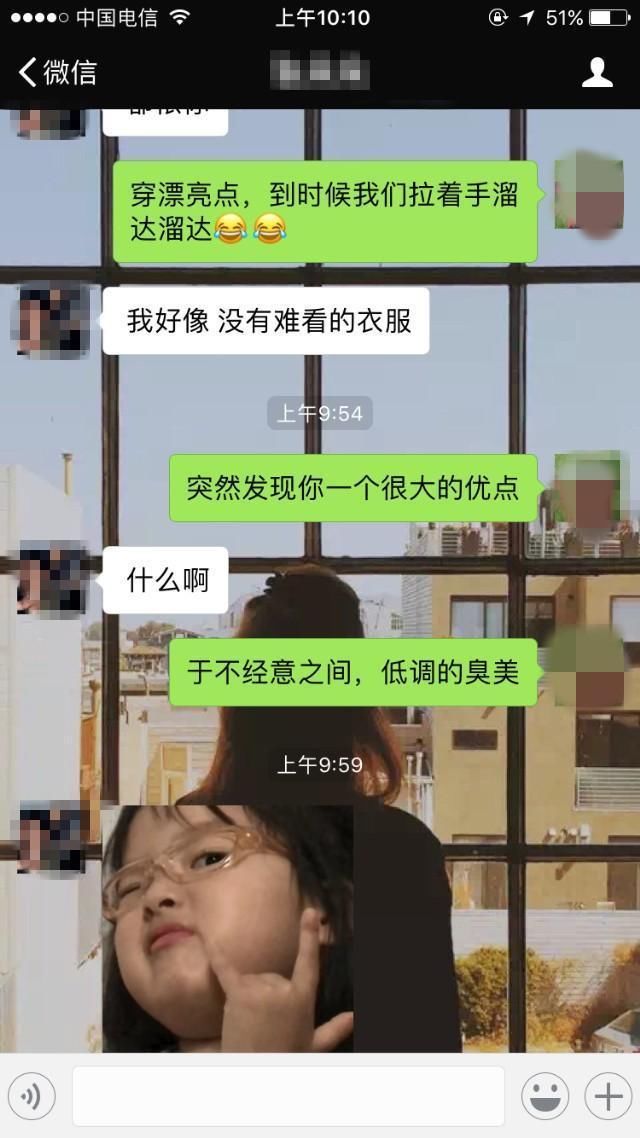 中国电信 上午10:10 51%
微信
穿漂亮点，到时候我们拉着手溜
达溜达😂😂
我好像 没有难看的衣服
上午9:54
突然发现你一个很大的优点
什么啊
于不经意之间，低调的臭美
上午9:59